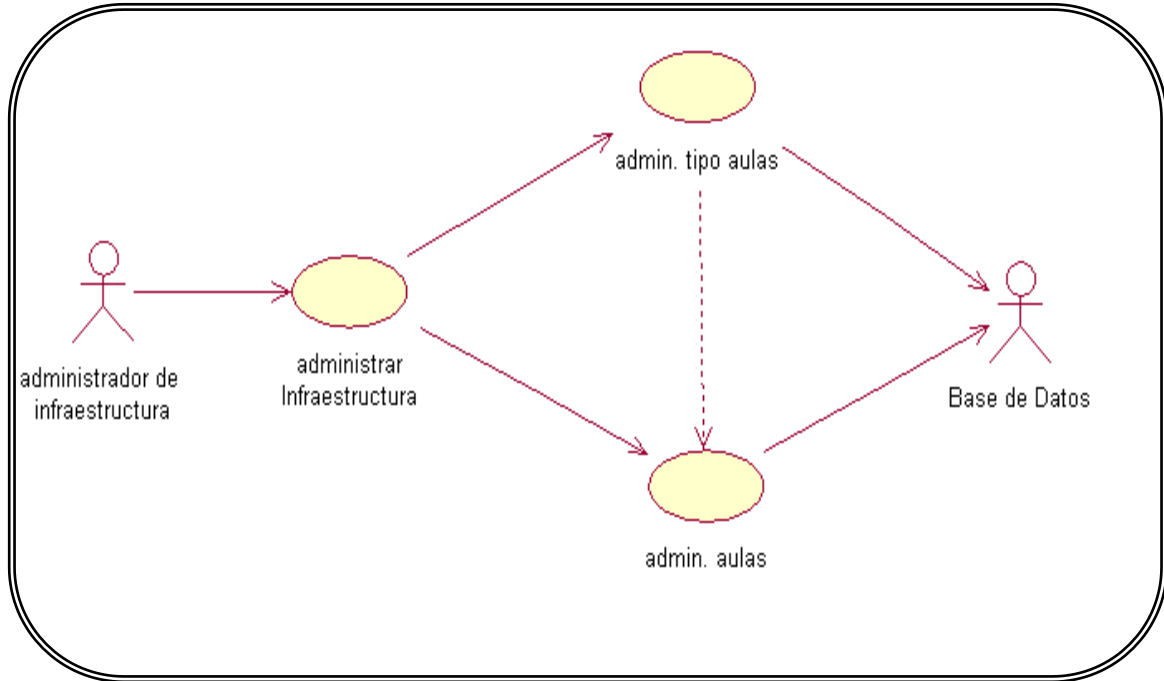 admin. tipo aulas
administrador de
infraestructura
administrar
Infraestructura
Base de Datos
admin. aulas